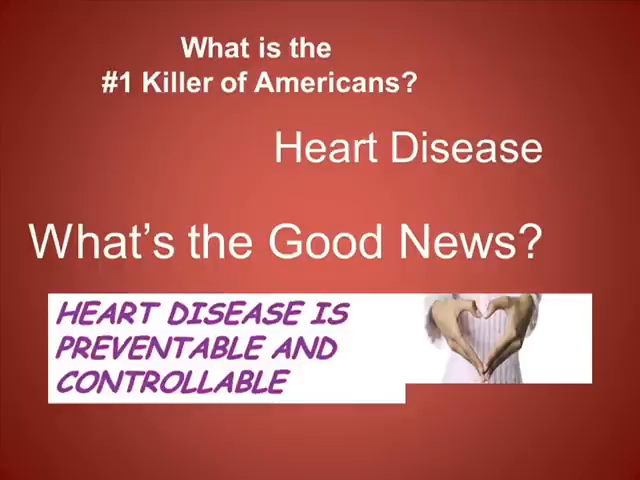 What is the
#1 Killer of Americans?
Heart Disease
What’s the Good News?
HEART DISEASE IS
PREVENTABLE AND
CONTROLLABLE